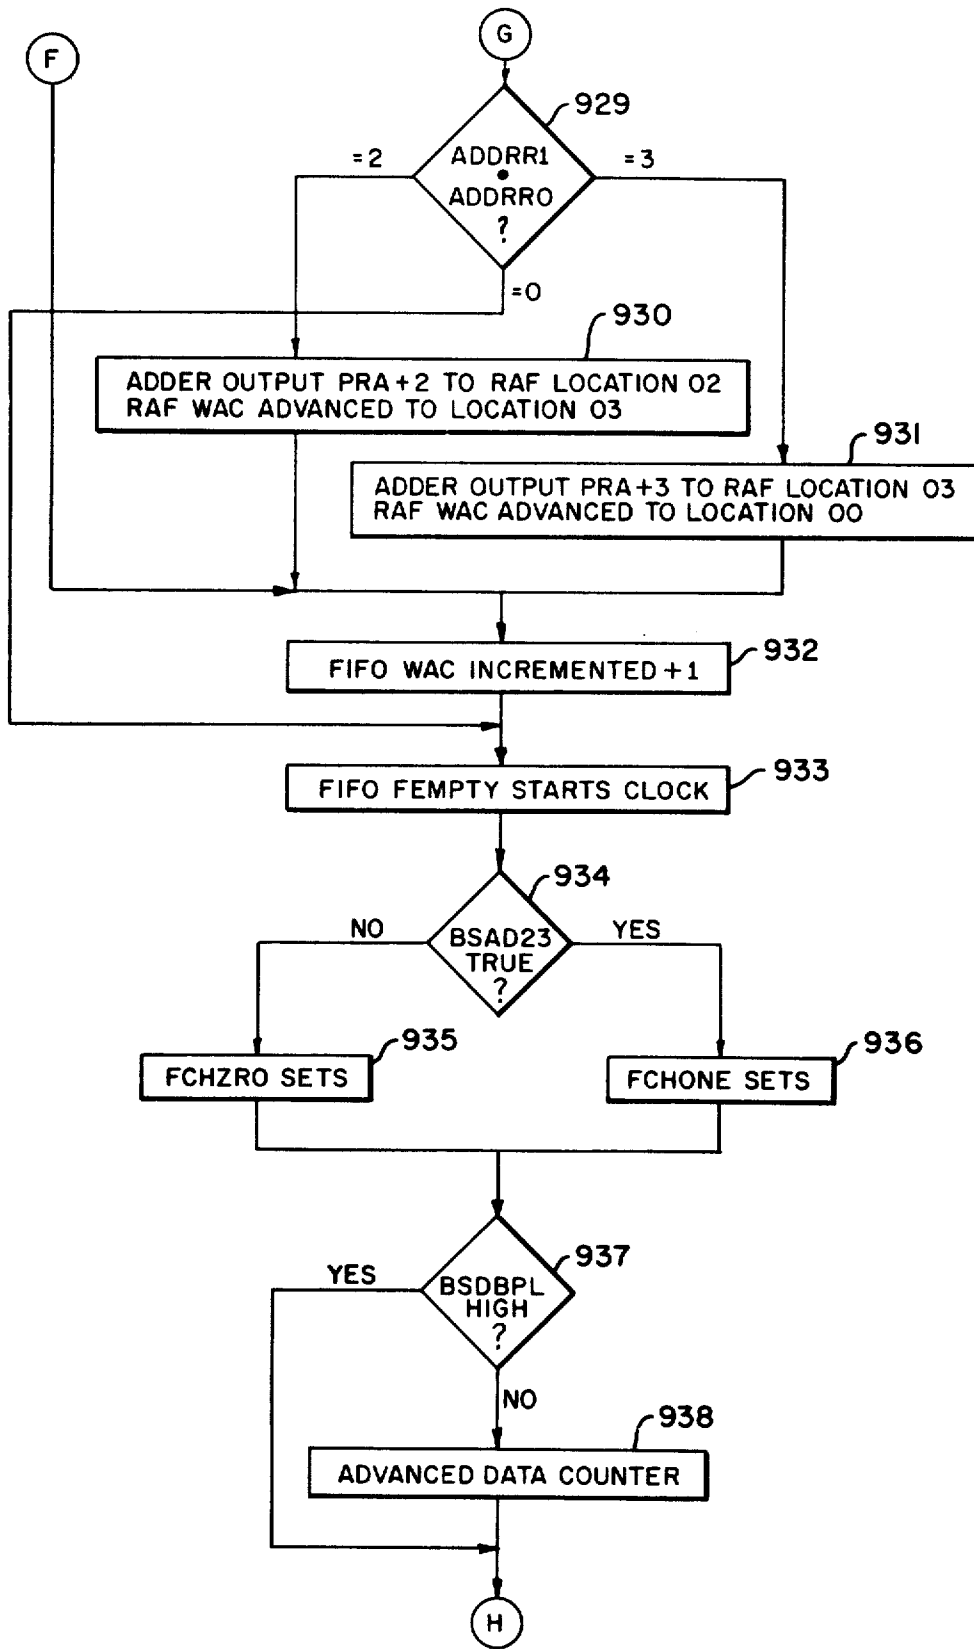 F
G
929
ADDRR1
•
ADDRRO
?
=2
=3
=0
930
ADDER OUTPUT PRA+2 TO RAF LOCATION 02
RAF WAC ADVANCED TO LOCATION 03
931
ADDER OUTPUT PRA+3 TO RAF LOCATION 03
RAF WAC ADVANCED TO LOCATION 00
932
FIFO WAC INCREMENTED +1
933
FIFO FEMPTY STARTS CLOCK
934
BSAD23
TRUE
?
NO
YES
935
FCHZRO SETS
936
FCHONE SETS
937
BSDBPL
HIGH
?
YES
NO
938
ADVANCED DATA COUNTER
H